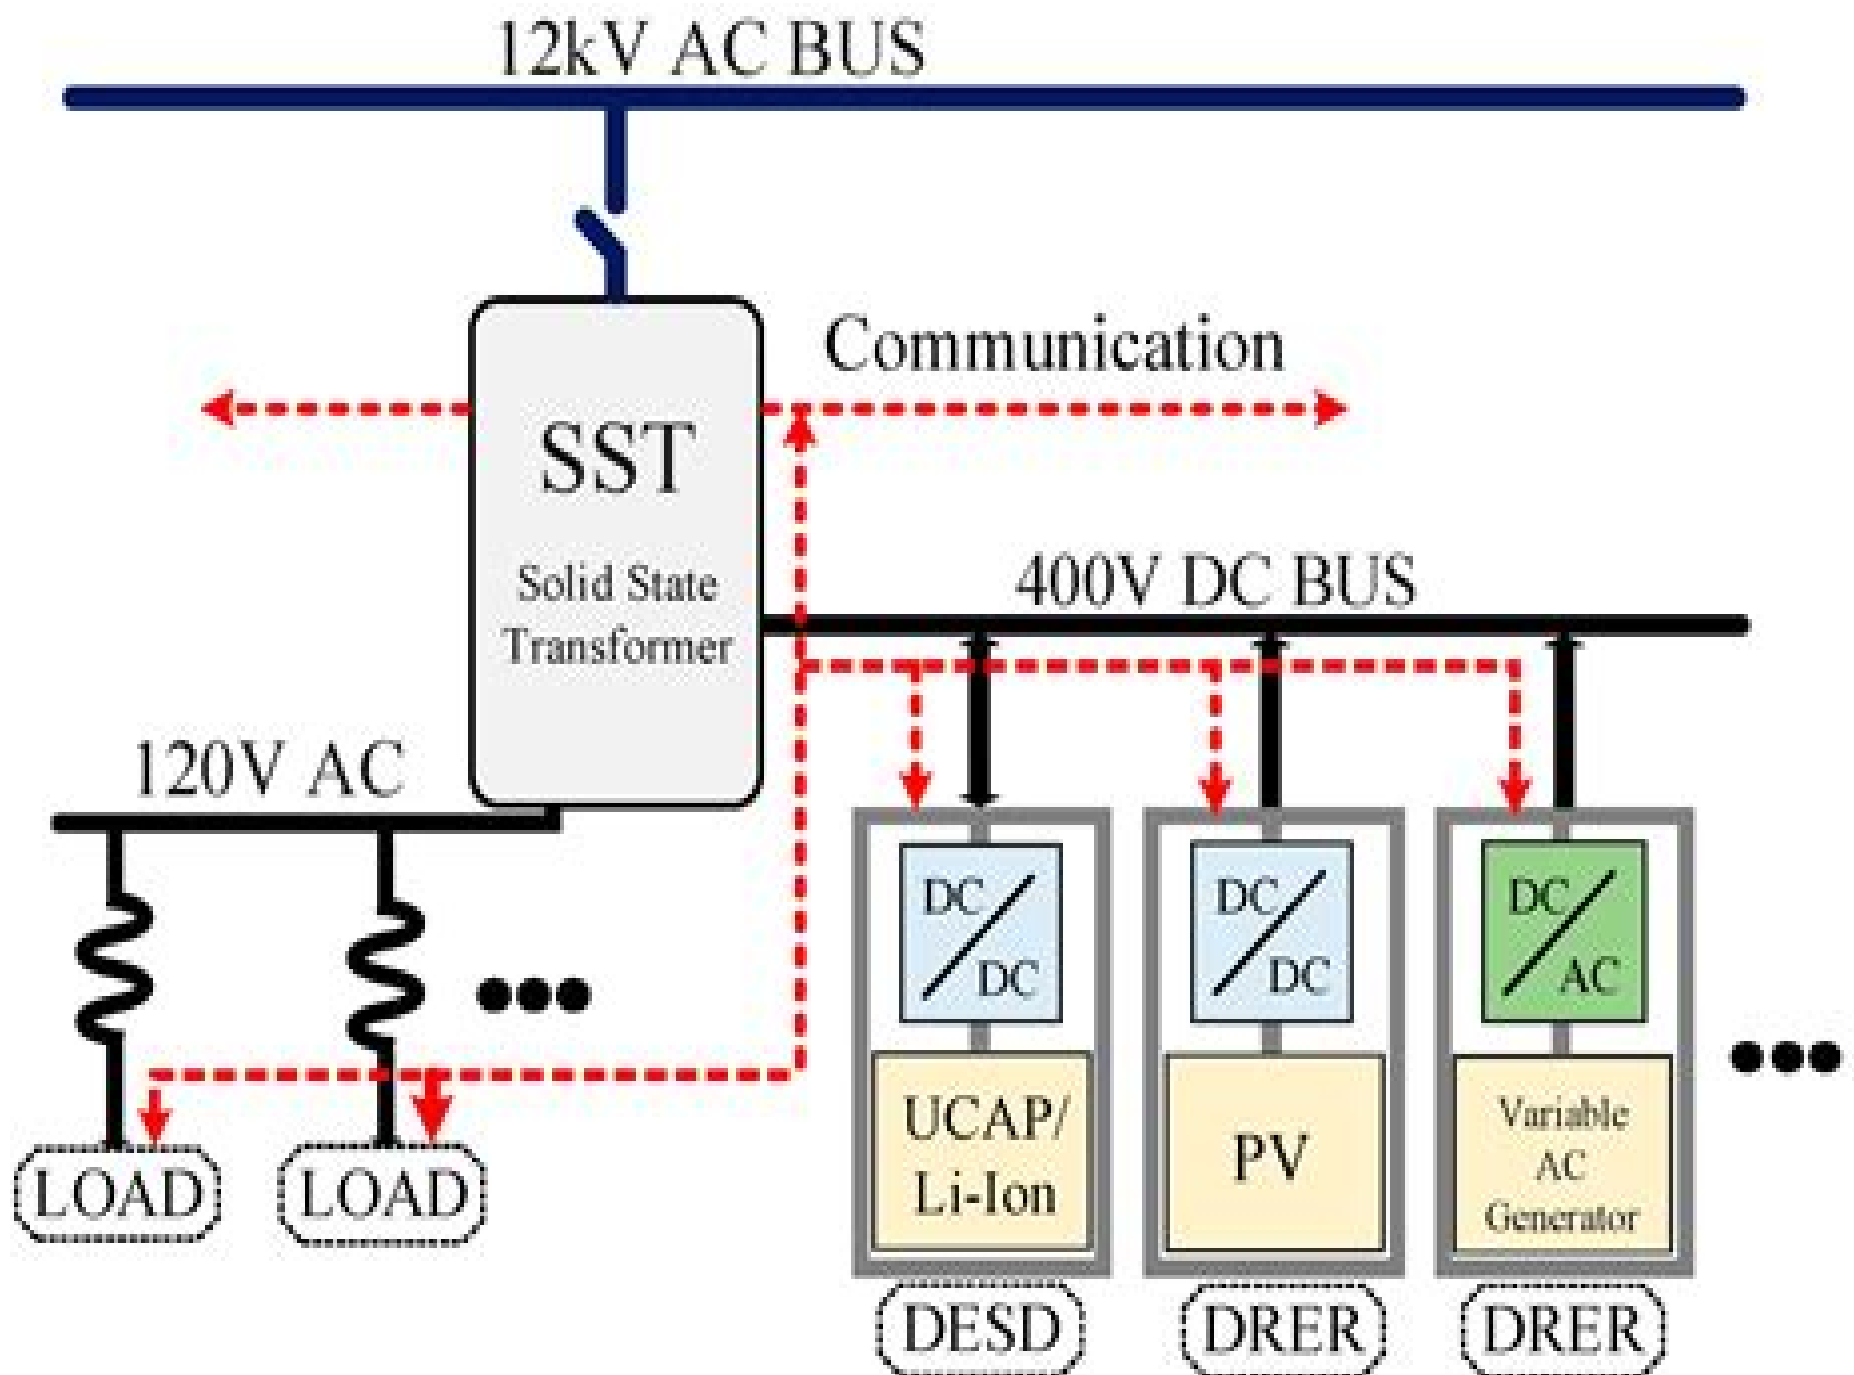 12kV AC BUS
Communication
SST
Solid State
Transformer
400V DC BUS
120V AC
DC
DC
DC
DC
DC
AC
UCAP/
Li-Ion
PV
Variable
AC
Generator
LOAD
LOAD
DESD
DRER
DRER